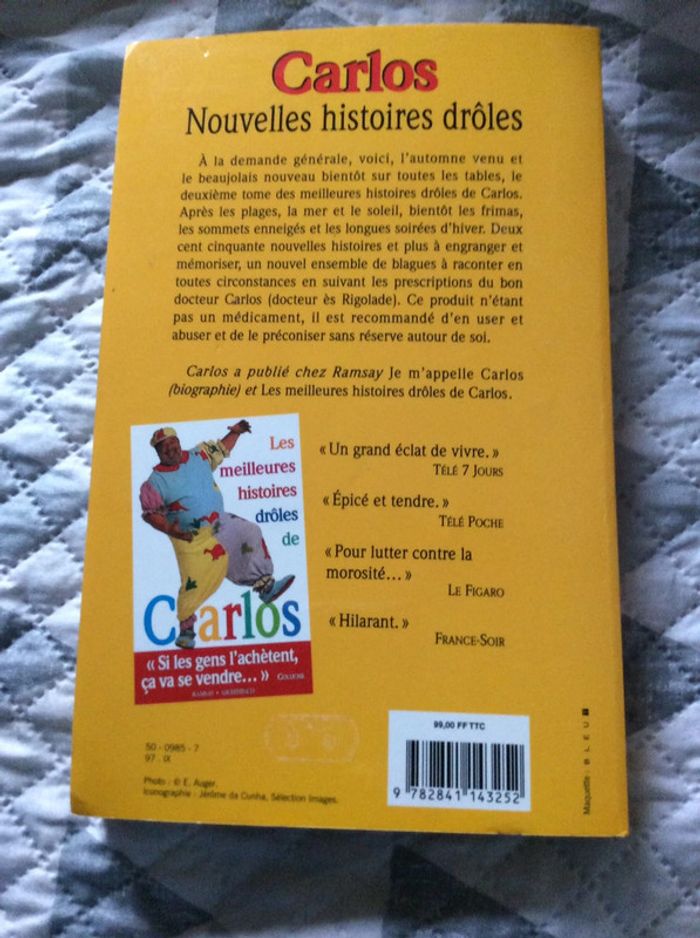 Carlos
Nouvelles histoires drôles
À la demande générale, voici, l'automne venu et
le beaujolais nouveau bientôt sur toutes les tables, le
deuxième tome des meilleures histoires drôles de Carlos.
Après les plages, la mer et le soleil, bientôt les frimas,
les sommets enneigés et les longues soirées d'hiver. Deux
cent cinquante nouvelles histoires et plus à engranger et
mémoriser, un nouvel ensemble de blagues à raconter en
toutes circonstances en suivant les prescriptions du bon
docteur Carlos (docteur ès Rigolade). Ce produit n'étant
pas un médicament, il est recommandé d'en user et
abuser et de le préconiser sans réserve autour de soi.
Carlos a publié chez Ramsay Je m'appelle Carlos
(biographie) et Les meilleures histoires drôles de Carlos.
Les
meilleures
histoires
drôles
de
Carlos
« Si les gens l'achètent,
ça va se vendre... » COLUCHE
RAMSAY • ARCHIMBAUD
« Un grand éclat de vivre. »
TÉLÉ 7 JOURS
« Épicé et tendre. »
TÉLÉ POCHE
« Pour lutter contre la
morosité... »
LE FIGARO
« Hilarant. »
FRANCE-SOIR
50 - 0985 - 7
97 . IX
Photo : © E. Auger.
Iconographie : Jérôme da Cunha, Sélection Images.
99,00 FF TTC
9 782841 143252
Maquette : BLEUT